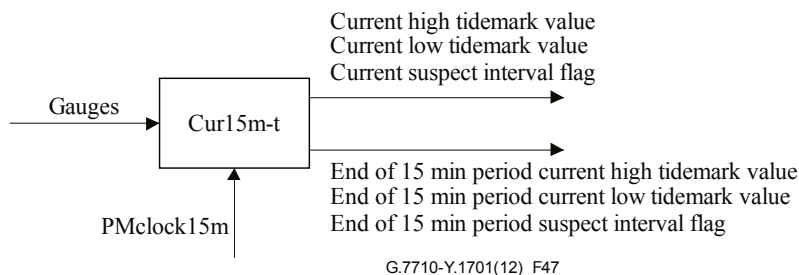 Current high tidemark value
Current low tidemark value
Current suspect interval flag
Gauges
Cur15m-t
End of 15 min period current high tidemark value
End of 15 min period current low tidemark value
End of 15 min period suspect interval flag
PMclock15m
G.7710-Y.1701(12)_F47